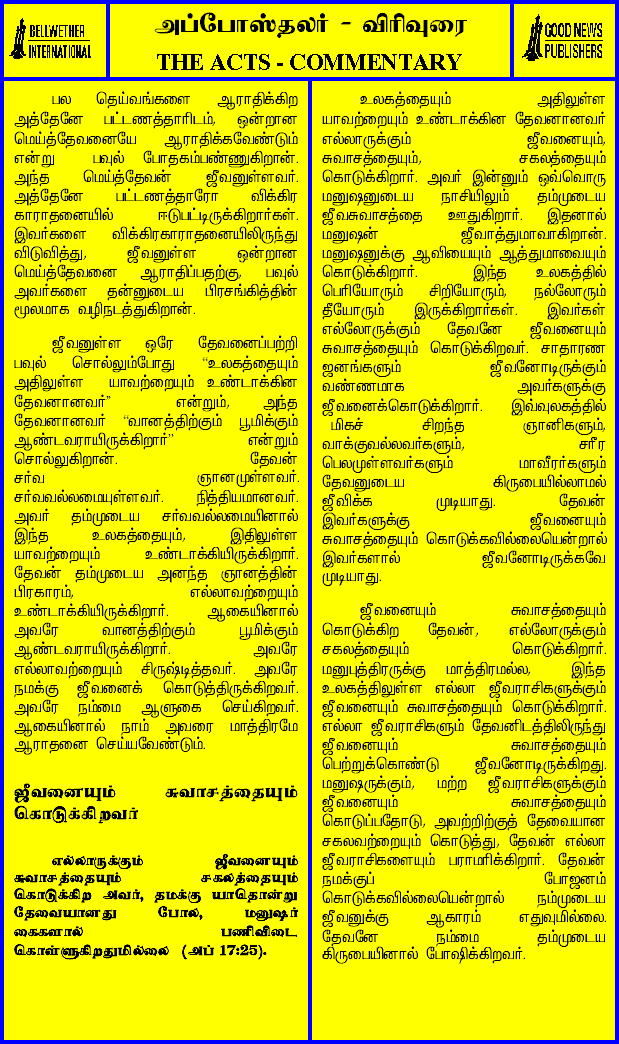 BELLWETHER
INTERNATIONAL
அப்போஸ்தலர் - விரிவுரை
THE ACTS - COMMENTARY
GOOD NEWS
PUBLISHERS
பல தெய்வங்களை ஆராதிக்கிற
அத்தேனே பட்டணத்தாரிடம், ஒன்றான
மெய்த்தேவனையே ஆராதிக்கவேண்டும்
என்று பவுல் போதகம்பண்ணுகிறான்.
அந்த மெய்த்தேவன் ஜீவனுள்ளவர்.
அத்தேனே பட்டணத்தாரோ விக்கிர
காராதனையில் ஈடுபட்டிருக்கிறார்கள்.
இவர்களை விக்கிரகாராதனையிலிருந்து
விடுவித்து, ஜீவனுள்ள ஒன்றான
மெய்த்தேவனை ஆராதிப்பதற்கு, பவுல்
அவர்களை தன்னுடைய பிரசங்கித்தின்
மூலமாக வழிநடத்துகிறான்.
ஜீவனுள்ள ஒரே தேவனைப்பற்றி
பவுல் சொல்லும்போது “உலகத்தையும்
அதிலுள்ள யாவற்றையும் உண்டாக்கின
தேவனானவர்” என்றும், அந்த
தேவனானவர் “வானத்திற்கும் பூமிக்கும்
ஆண்டவராயிருக்கிறார்” என்றும்
சொல்லுகிறான். தேவன்
சர்வ ஞானமுள்ளவர்.
சர்வவல்லமையுள்ளவர். நித்தியமானவர்.
அவர் தம்முடைய சர்வவல்லமையினால்
இந்த உலகத்தையும், இதிலுள்ள
யாவற்றையும் உண்டாக்கியிருக்கிறார்.
தேவன் தம்முடைய அனந்த ஞானத்தின்
பிரகாரம், எல்லாவற்றையும்
உண்டாக்கியிருக்கிறார். ஆகையினால்
அவரே வானத்திற்கும் பூமிக்கும்
ஆண்டவராயிருக்கிறார். அவரே
எல்லாவற்றையும் சிருஷ்டித்தவர். அவரே
நமக்கு ஜீவனைக் கொடுத்திருக்கிறவர்.
அவரே நம்மை ஆளுகை செய்கிறவர்.
ஆகையினால் நாம் அவரை மாத்திரமே
ஆராதனை செய்யவேண்டும்.
ஜீவனையும் சுவாசத்தையும்
கொடுக்கிறவர்
எல்லாருக்கும் ஜீவனையும்
சுவாசத்தையும் சகலத்தையும்
கொடுக்கிற அவர், தமக்கு யாதொன்று
தேவையானது போல, மனுஷர்
கைகளால் பணிவிடை
கொள்ளுகிறதுமில்லை (அப் 17:25).
உலகத்தையும் அதிலுள்ள
யாவற்றையும் உண்டாக்கின தேவனானவர்
எல்லாருக்கும் ஜீவனையும்,
சுவாசத்தையும், சகலத்தையும்
கொடுக்கிறார். அவர் இன்னும் ஒவ்வொரு
மனுஷனுடைய நாசியிலும் தம்முடைய
ஜீவசுவாசத்தை ஊதுகிறார். இதனால்
மனுஷன் ஜீவாத்துமாவாகிறான்.
மனுஷனுக்கு ஆவியையும் ஆத்துமாவையும்
கொடுக்கிறார். இந்த உலகத்தில்
பெரியோரும் சிறியோரும், நல்லோரும்
தீயோரும் இருக்கிறார்கள். இவர்கள்
எல்லோருக்கும் தேவனே ஜீவனையும்
சுவாசத்தையும் கொடுக்கிறவர். சாதாரண
ஜனங்களும் ஜீவனோடிருக்கும்
வண்ணமாக அவர்களுக்கு
ஜீவனைக்கொடுக்கிறார். இவ்வுலகத்தில்
மிகச் சிறந்த ஞானிகளும்,
வாக்குவல்லவர்களும், சரீர
பெலமுள்ளவர்களும் மாவீரர்களும்
தேவனுடைய கிருபையில்லாமல்
ஜீவிக்க முடியாது. தேவன்
இவர்களுக்கு ஜீவனையும்
சுவாசத்தையும் கொடுக்கவில்லையென்றால்
இவர்களால் ஜீவனோடிருக்கவே
முடியாது.
ஜீவனையும் சுவாசத்தையும்
கொடுக்கிற தேவன், எல்லோருக்கும்
சகலத்தையும் கொடுக்கிறார்.
மனுபுத்திரருக்கு மாத்திரமல்ல, இந்த
உலகத்திலுள்ள எல்லா ஜீவராசிகளுக்கும்
ஜீவனையும் சுவாசத்தையும் கொடுக்கிறார்.
எல்லா ஜீவராசிகளும் தேவனிடத்திலிருந்து
ஜீவனையும் சுவாசத்தையும்
பெற்றுக்கொண்டு ஜீவனோடிருக்கிறது.
மனுஷருக்கும், மற்ற ஜீவராசிகளுக்கும்
ஜீவனையும் சுவாசத்தையும்
கொடுப்பதோடு, அவற்றிற்குத் தேவையான
சகலவற்றையும் கொடுத்து, தேவன் எல்லா
ஜீவராசிகளையும் பராமரிக்கிறார். தேவன்
நமக்குப் போஜனம்
கொடுக்கவில்லையென்றால் நம்முடைய
ஜீவனுக்கு ஆகாரம் எதுவுமில்லை.
தேவனே நம்மை தம்முடைய
கிருபையினால் போஷிக்கிறவர்.